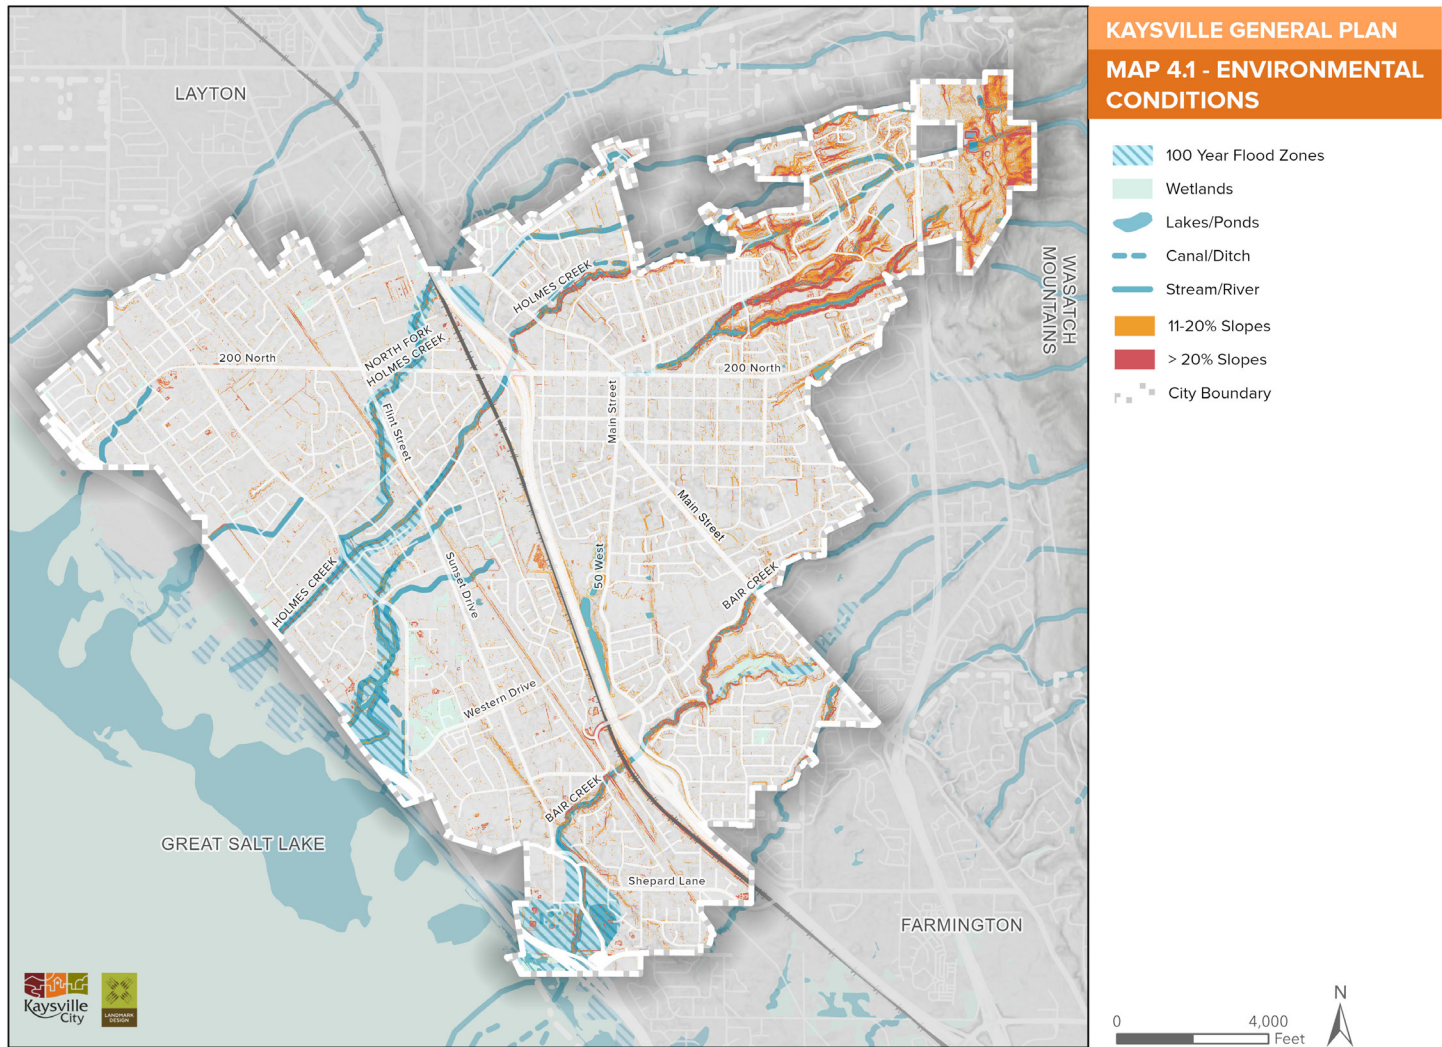 KAYSVILLE GENERAL PLAN
MAP 4.1 - ENVIRONMENTAL
CONDITIONS
100 Year Flood Zones
Wetlands
Lakes/Ponds
Canal/Ditch
Stream/River
11-20% Slopes
> 20% Slopes
City Boundary
LAYTON
WASATCH
MOUNTAINS
HOLMES CREEK
NORTH FORK
HOLMES CREEK
200 North
200 North
Flint Street
Main Street
Main Street
50 West
Sunset Drive
HOLMES CREEK
BAIR CREEK
Western Drive
BAIR CREEK
GREAT SALT LAKE
Shepard Lane
FARMINGTON
Kaysville
City
LANDMARK
DESIGN
N
0 4,000
Feet